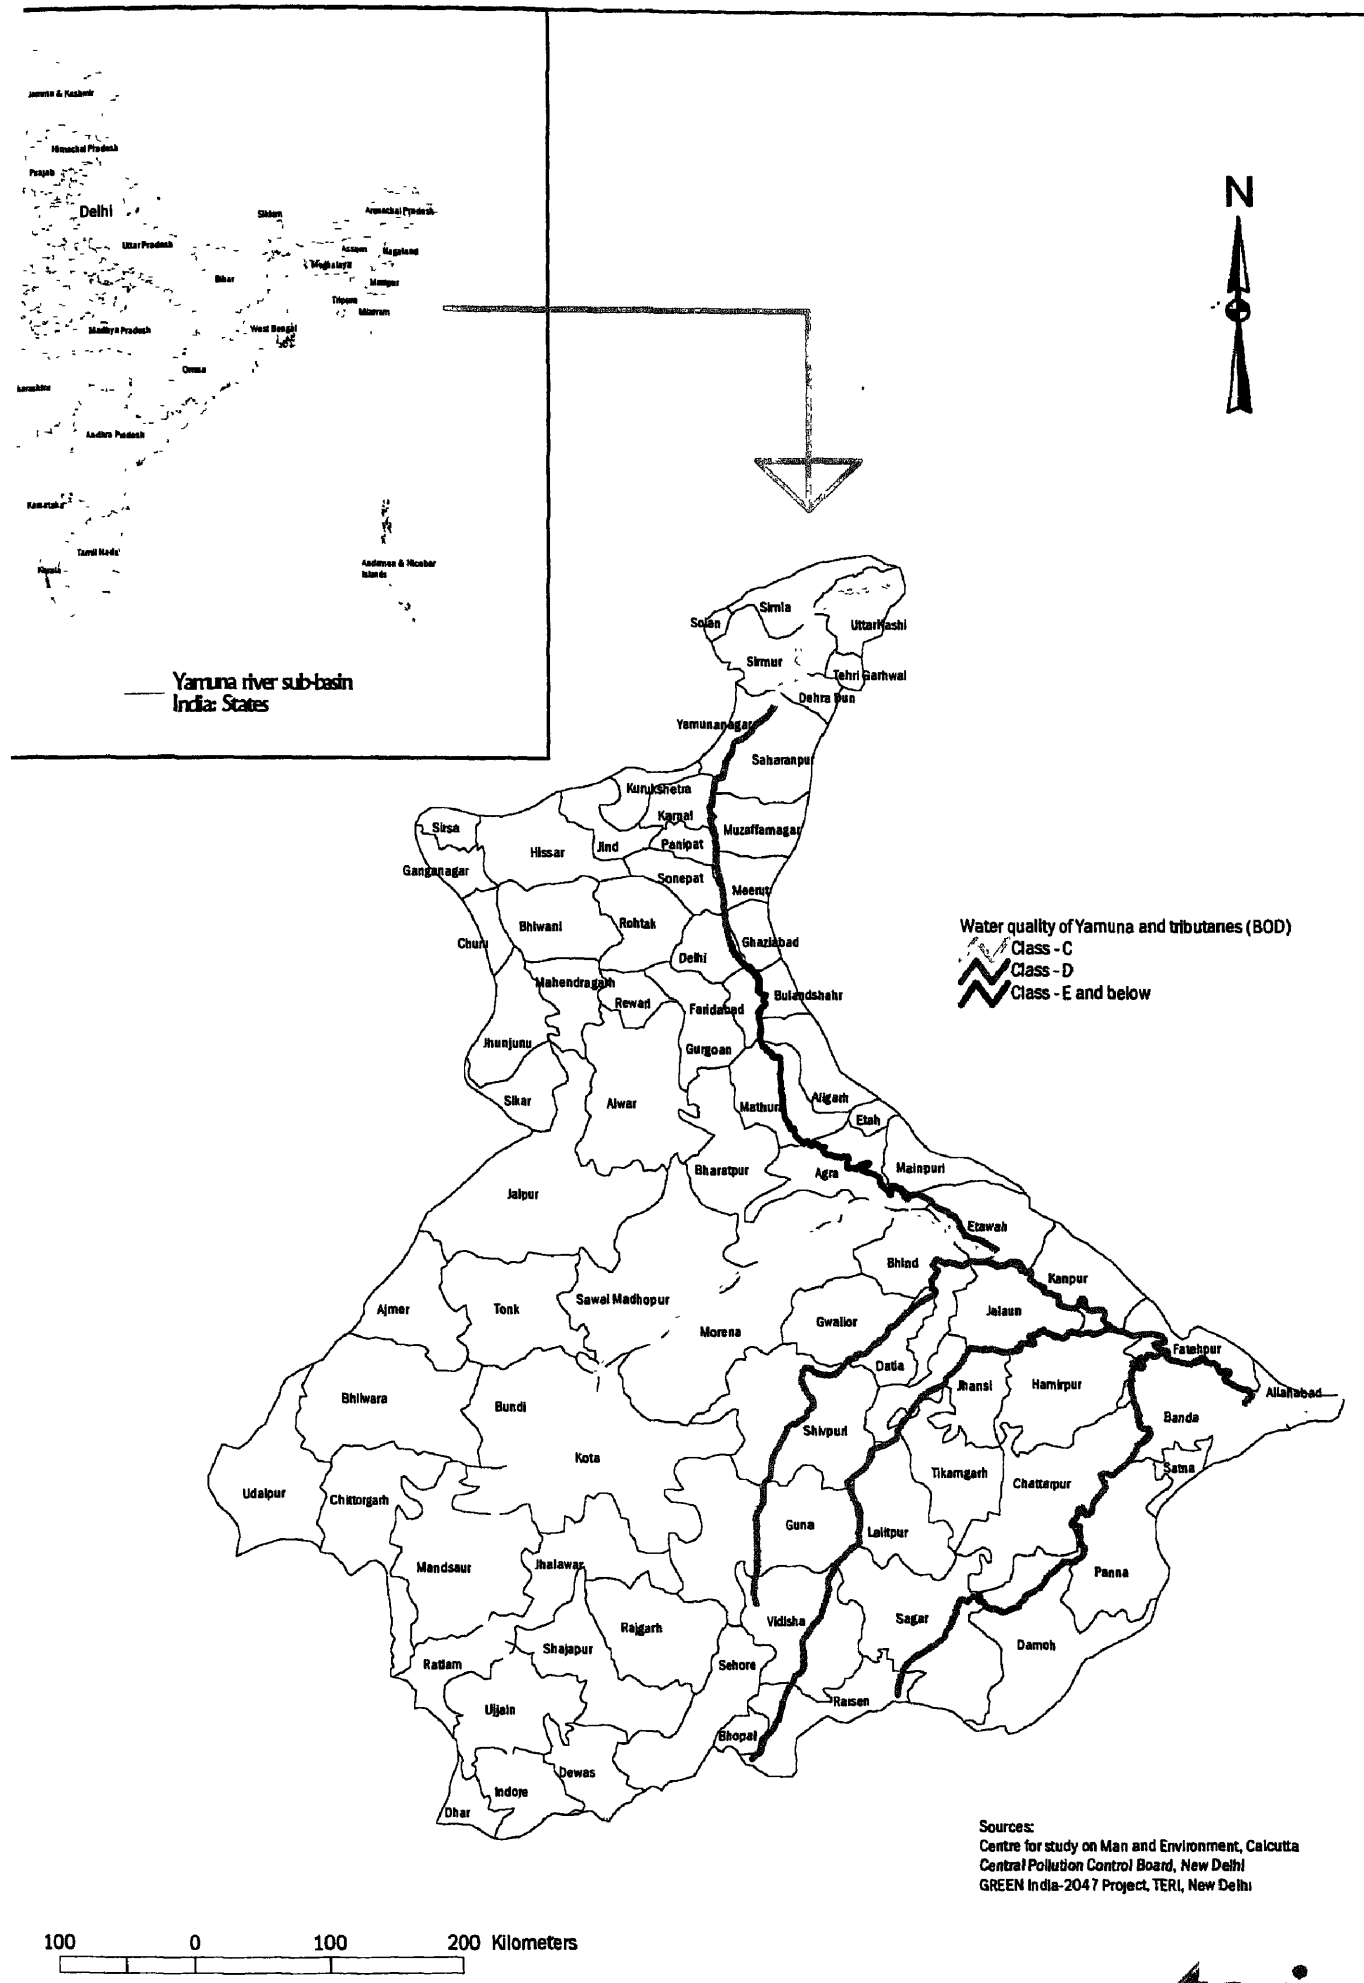 Jammu & Kashmir
Himachal Pradesh
Punjab
Delhi
Sikkim
Arunachal Pradesh
Uttar Pradesh
Assam
Nagaland
Meghalaya
Bihar
Manipur
Tripura
Mizoram
Madhya Pradesh
West Bengal
Orissa
Andhra Pradesh
Karnataka
Tamil Nadu
Kerala
Andaman & Nicobar
Islands
Yamuna river sub-basin
India: States
N
Simla
Solan
Uttar Kashi
Sirmur
Tehri Garhwal
Dehra Dun
Yamunanagar
Saharanpur
Kurukshetra
Karnal
Sirsa
Muzaffarnagar
Hissar
Jind
Panipat
Ganganagar
Sonepat
Meerut
Bhiwani
Rohtak
Churu
Ghaziabad
Delhi
Mahendragarh
Rewari
Faridabad
Bulandshahr
Jhunjunu
Gurgoan
Sikar
Alwar
Mathura
Aligarh
Etah
Bharatpur
Agra
Mainpuri
Jaipur
Etawah
Bhind
Kanpur
Ajmer
Tonk
Sawai Madhopur
Jalaun
Gwalior
Morena
Datia
Fatehpur
Bhilwara
Bundi
Jhansi
Hamirpur
Allahabad
Shivpuri
Banda
Kota
Tikamgarh
Satna
Chattarpur
Udaipur
Chittorgarh
Guna
Lalitpur
Mandsaur
Jhalawar
Panna
Vidisha
Sagar
Rajgarh
Shajapur
Damoh
Ratlam
Sehore
Ujjain
Raisen
Bhopal
Dewas
Indore
Dhar
Water quality of Yamuna and tributaries (BOD)
Class - C
Class - D
Class - E and below
Sources:
Centre for study on Man and Environment, Calcutta
Central Pollution Control Board, New Delhi
GREEN India-2047 Project, TERI, New Delhi
100 0 100 200 Kilometers